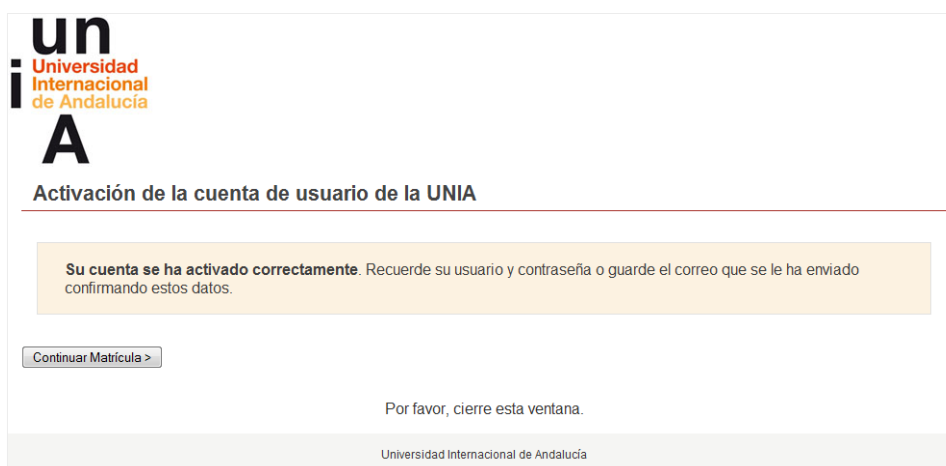 un
i
Universidad
Internacional
de Andalucía
A
Activación de la cuenta de usuario de la UNIA
Su cuenta se ha activado correctamente. Recuerde su usuario y contraseña o guarde el correo que se le ha enviado
confirmando estos datos.
Continuar Matrícula >
Por favor, cierre esta ventana.
Universidad Internacional de Andalucía